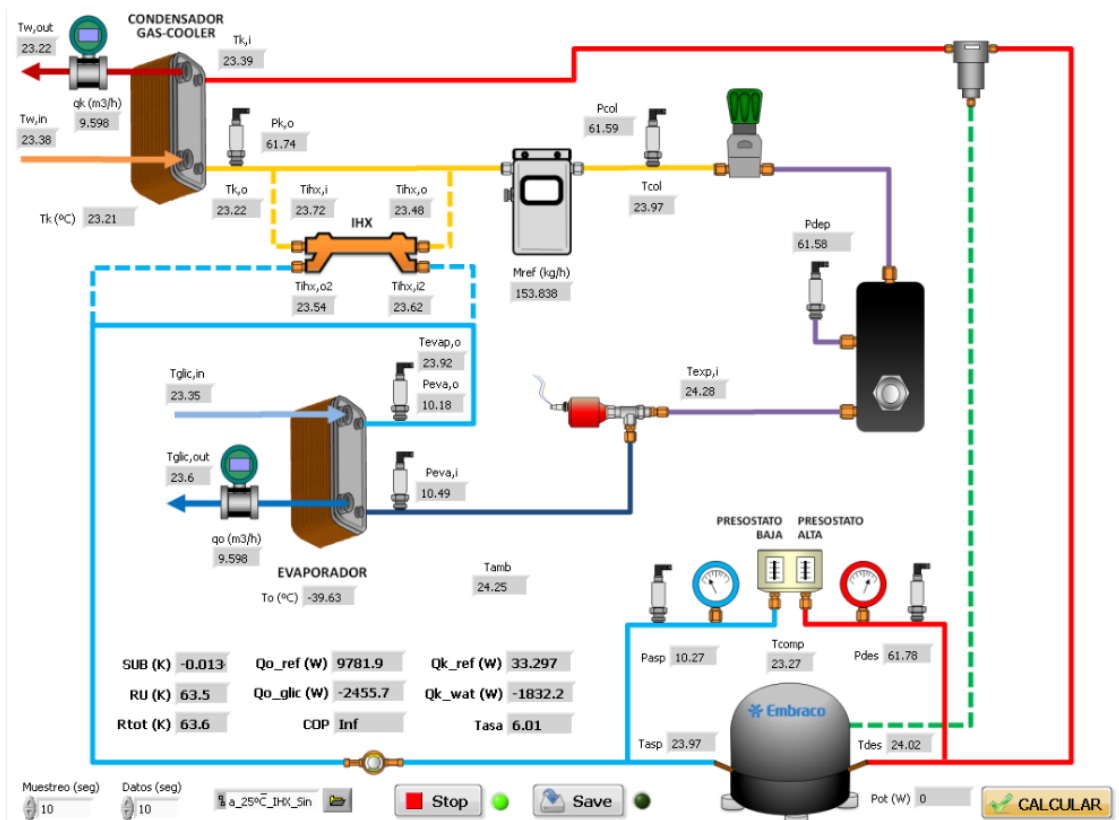 CONDENSADOR
GAS-COOLER
Tw,out
23.22
qk (m3/h)
9.598
Tk,i
23.39
Tw,in
23.38
Pk,o
61.74
Tk (ºC) 23.21
Tk,o
23.22
Tihx,i
23.72
Tihx,o
23.48
IHX
Tihx,o2
23.54
Tihx,i2
23.62
Mref (kg/h)
153.838
Pcol
61.59
Tcol
23.97
Pdep
61.58
Texp,i
24.28
Tevap,o
23.92
Peva,o
10.18
Tglic,in
23.35
Tglic,out
23.6
Peva,i
10.49
qo (m3/h)
9.598
EVAPORADOR
To (ºC) -39.63
Tamb
24.25
PRESOSTATO
BAJA
PRESOSTATO
ALTA
Pasp 10.27
Tcomp
23.27
Pdes 61.78
Embraco
Tasp 23.97
Tdes 24.02
SUB (K) -0.013
Qo_ref (W) 9781.9
Qk_ref (W) 33.297
RU (K) 63.5
Qo_glic (W) -2455.7
Qk_wat (W) -1832.2
Rtot (K) 63.6
COP Inf
Tasa 6.01
Muestreo (seg)
10
Datos (seg)
10
a_25ºC_IHX_Sin
Stop
Save
Pot (W) 0
CALCULAR